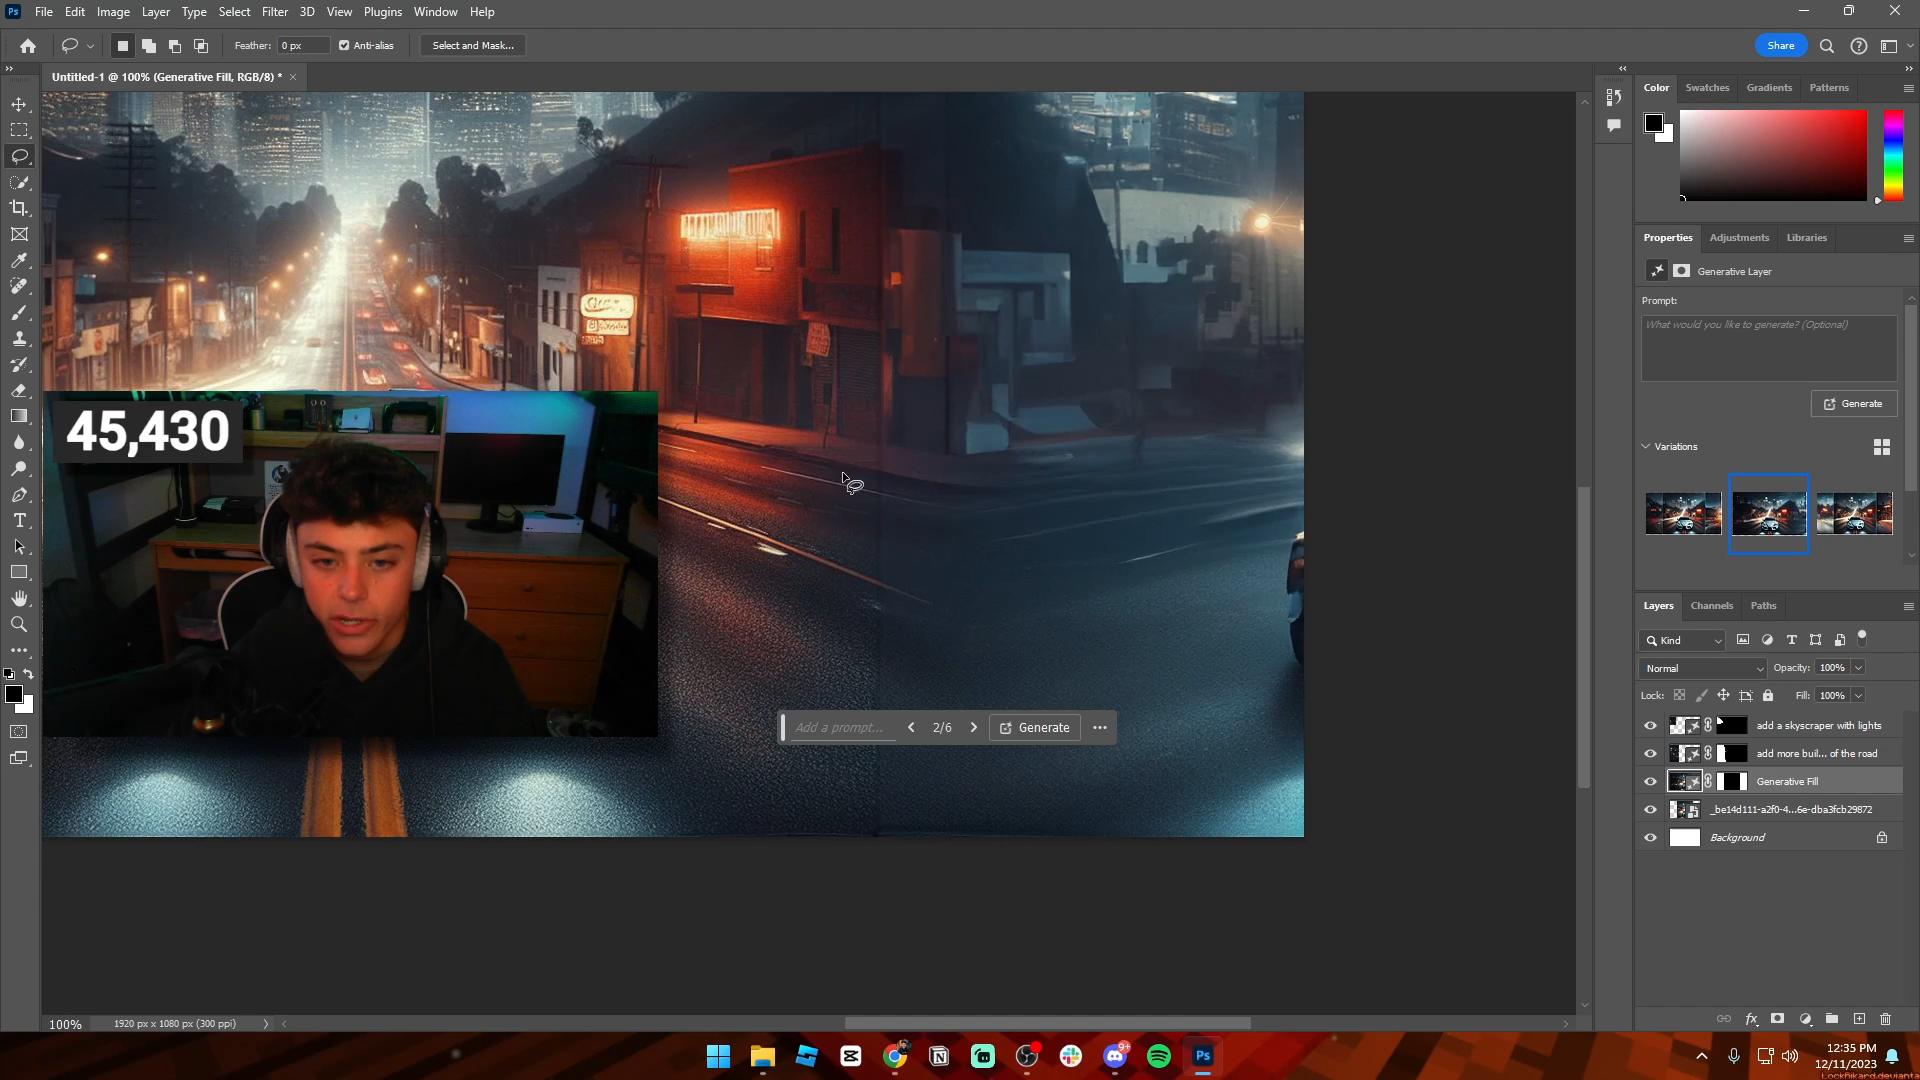 Ps File Edit Image Layer Type Select Filter 3D View Plugins Window Help
Feather: 0 px Anti-alias Select and Mask... Share
Untitled-1 @ 100% (Generative Fill, RGB/8) *
Color Swatches Gradients Patterns
Properties Adjustments Libraries
Generative Layer
Prompt:
What would you like to generate? (Optional)
Generate
Variations
45,430
Add a prompt... 2/6 Generate
Layers Channels Paths
Kind
Normal Opacity: 100%
Lock: Fill: 100%
add a skyscraper with lights
add more buil... of the road
Generative Fill
_be14d111-a2f0-4...6e-dba3fcb29872
Background
100% 1920 px x 1080 px (300 ppi)
9+
Ps
12:35 PM
12/11/2023